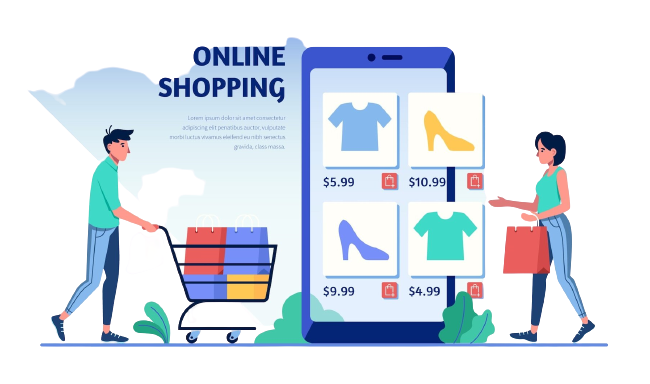 ONLINE
SHOPPING
Lorem ipsum dolor sit amet consectetur
adipiscing elit penatibus auctor, vulputate
morbi luctus vivamus eleifend eu nibh senectus
gravida, class massa.
$5.99
$10.99
$9.99
$4.99